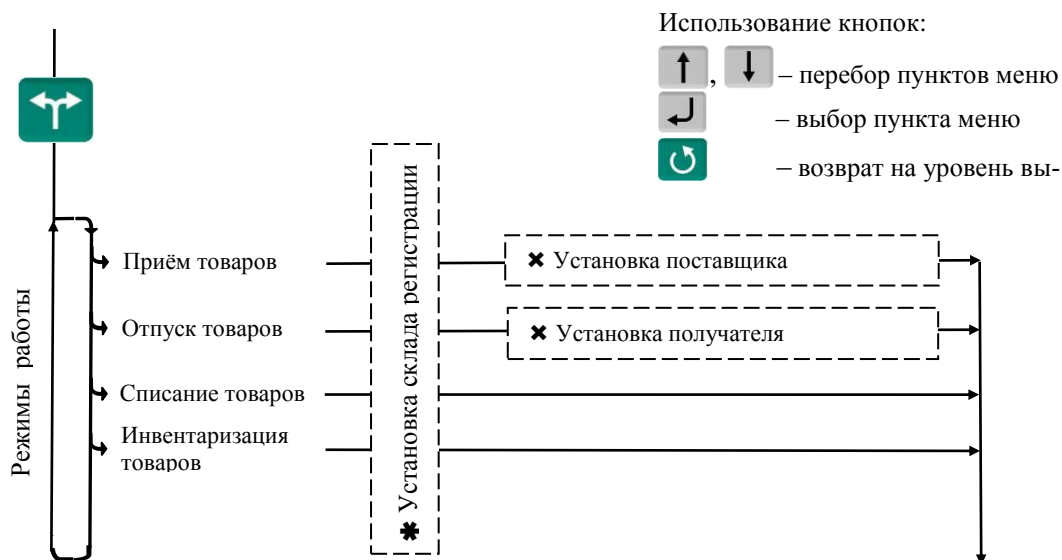 Использование кнопок:
, – перебор пунктов меню
– выбор пункта меню
– возврат на уровень вы-
Режимы работы
Приём товаров
Отпуск товаров
Списание товаров
Инвентаризация
товаров
✱ Установка склада регистрации
✖ Установка поставщика
✖ Установка получателя